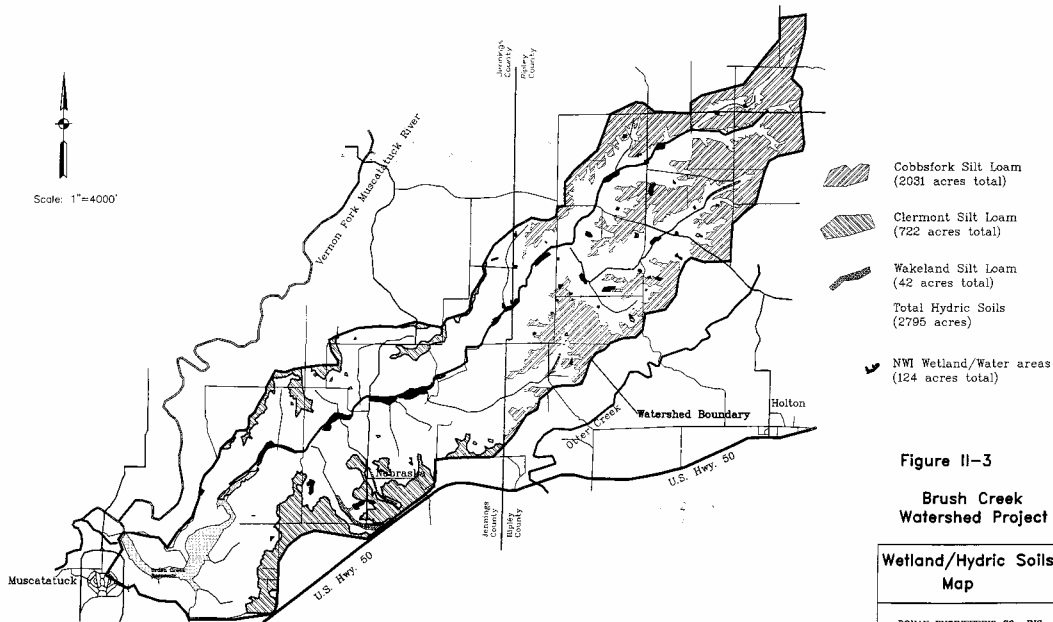 Jennings County
Ripley County
Scale: 1"=4000'
Vernon Fork Muscatatuck River
Cobbsfork Silt Loam
(2031 acres total)
Clermont Silt Loam
(722 acres total)
Wakeland Silt Loam
(42 acres total)
Total Hydric Soils
(2795 acres)
NWI Wetland/Water areas
(124 acres total)
Holton
Watershed Boundary
Otter Creek
U.S. Hwy. 50
Nebraska
Jennings County
Ripley County
U.S. Hwy. 50
Muscatatuck
Brush Creek
Reservoir
Figure II-3
Brush Creek
Watershed Project
Wetland/Hydric Soils
Map